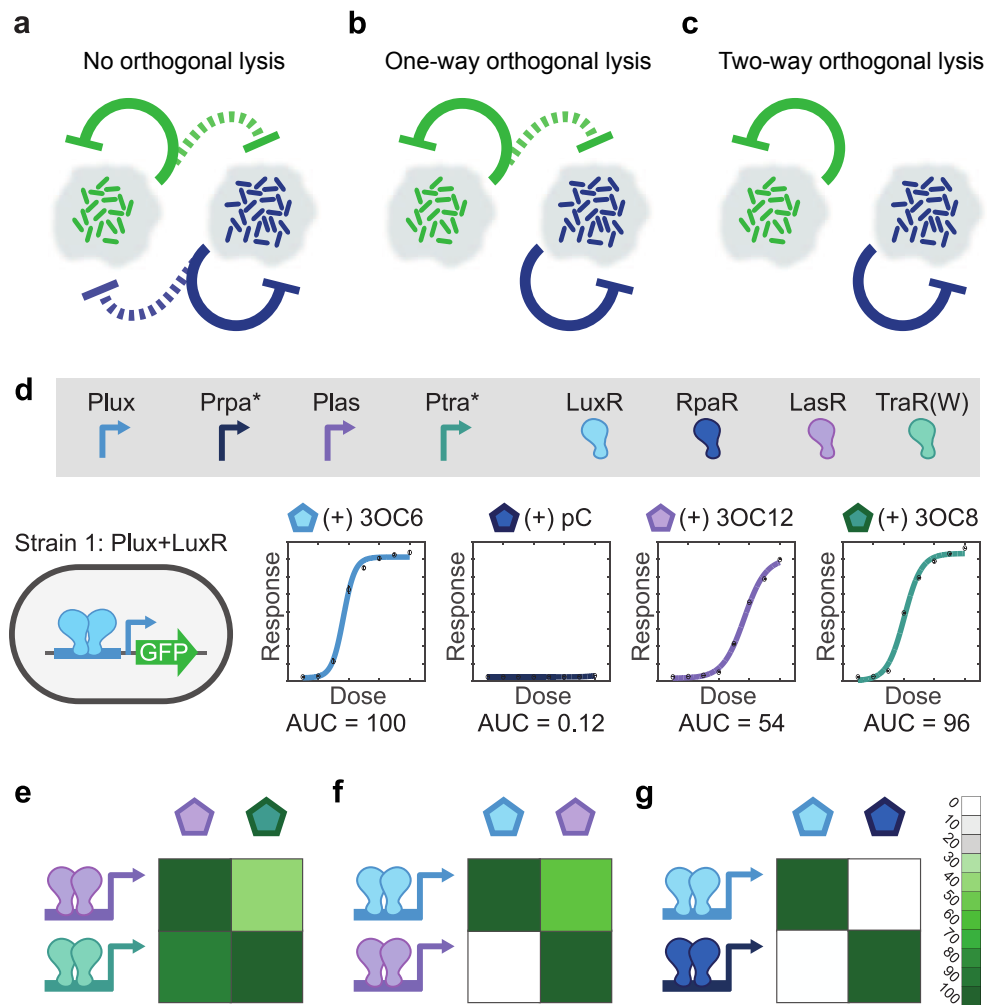 a
No orthogonal lysis
b
One-way orthogonal lysis
c
Two-way orthogonal lysis
d
Plux
Prpa*
Plas
Ptra*
LuxR
RpaR
LasR
TraR(W)
Strain 1: Plux+LuxR
GFP
(+) 3OC6
Response
Dose
AUC = 100
(+) pC
Response
Dose
AUC = 0.12
(+) 3OC12
Response
Dose
AUC = 54
(+) 3OC8
Response
Dose
AUC = 96
e
f
g
0
10
20
30
40
50
60
70
80
90
100